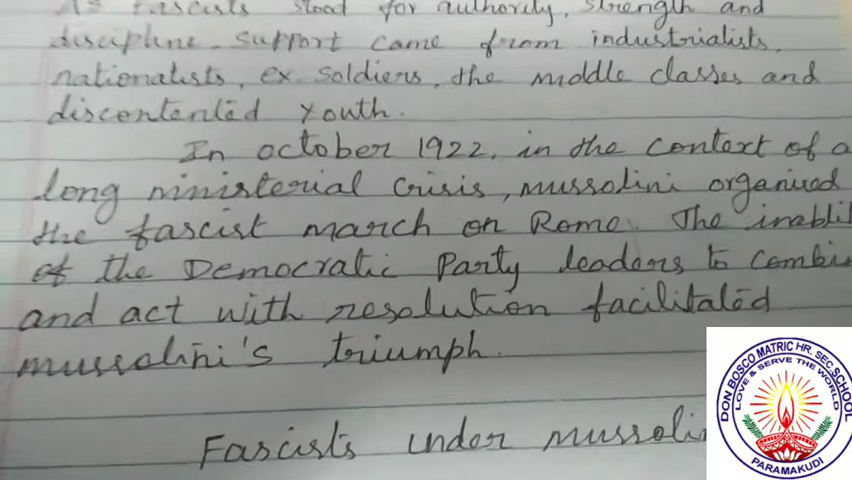 As Fascists stood for authority, strength and
discipline. support came from industrialists,
nationalists, ex. soldiers, the middle classes and
discontented youth.
In october 1922, in the context of a
long ministerial crisis, mussolini organised
the fascist march on Rome. The
of the Democratic Party leaders to
and act with resolution facilitated
mussolini's triumph.
Fascists under
DON BOSCO MATRIC HR. SEC SCHOOL
LOVE & SERVE THE WORLD
PARAMAKUDI